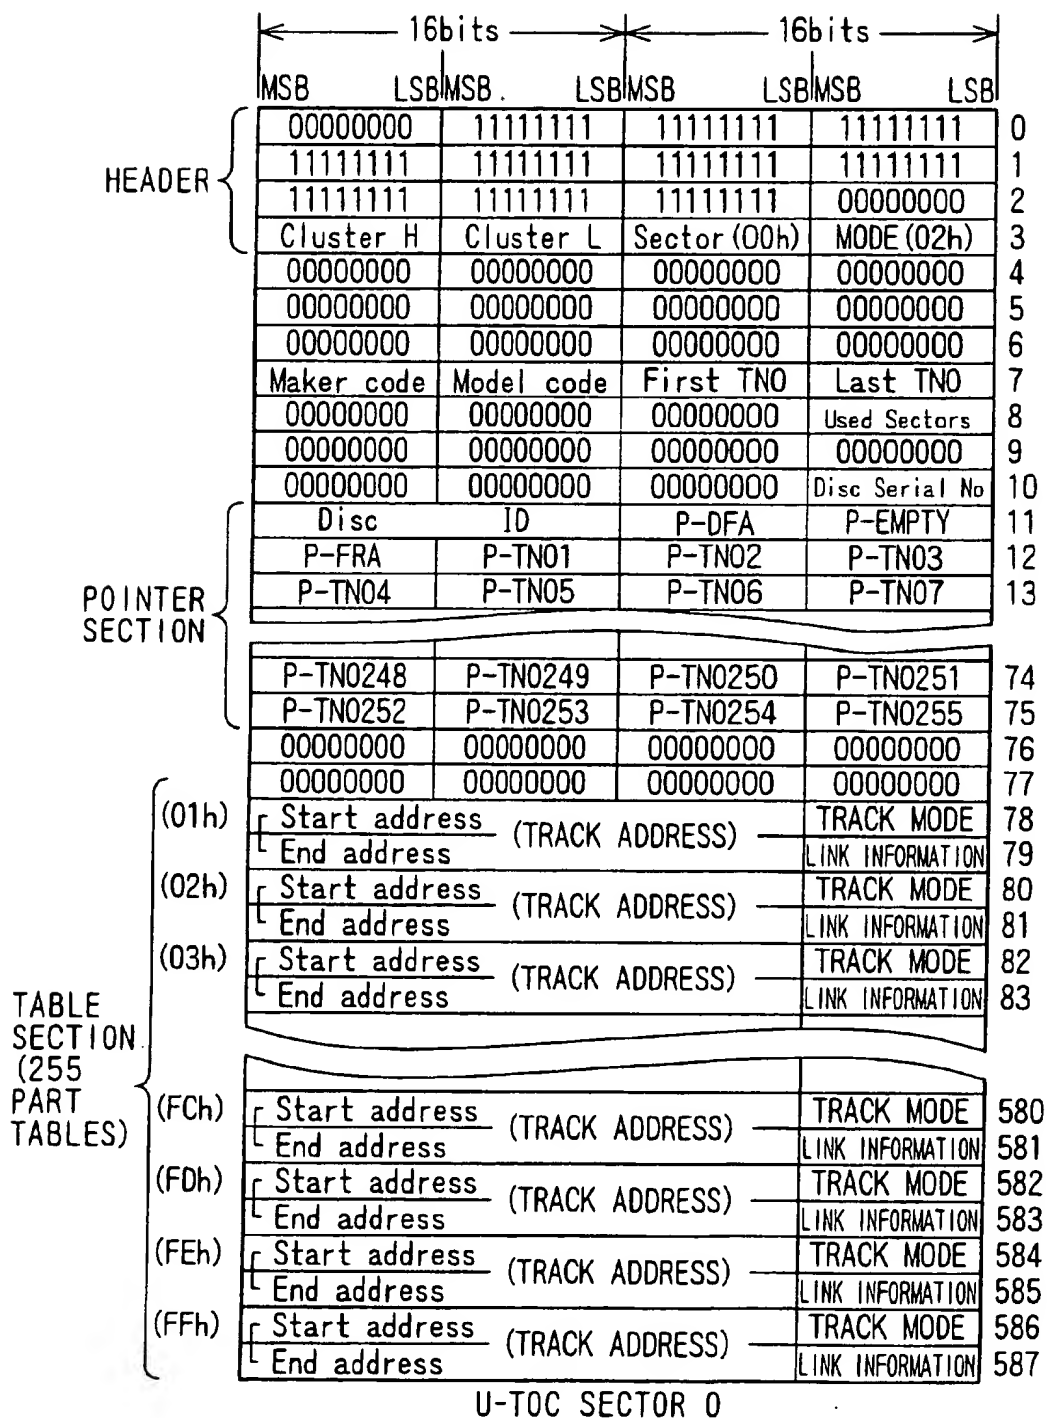 16bits 16bits
MSB LSB MSB. LSB MSB LSB MSB LSB
00000000 11111111 11111111 11111111 0
HEADER 11111111 11111111 11111111 11111111 1
11111111 11111111 11111111 00000000 2
Cluster H Cluster L Sector(00h) MODE(02h) 3
00000000 00000000 00000000 00000000 4
00000000 00000000 00000000 00000000 5
00000000 00000000 00000000 00000000 6
Maker code Model code First TNO Last TNO 7
00000000 00000000 00000000 Used Sectors 8
00000000 00000000 00000000 00000000 9
00000000 00000000 00000000 Disc Serial No 10
Disc ID P-DFA P-EMPTY 11
P-FRA P-TN01 P-TN02 P-TN03 12
P-TN04 P-TN05 P-TN06 P-TN07 13
POINTER
SECTION
P-TN0248 P-TN0249 P-TN0250 P-TN0251 74
P-TN0252 P-TN0253 P-TN0254 P-TN0255 75
00000000 00000000 00000000 00000000 76
00000000 00000000 00000000 00000000 77
(01h) Start address (TRACK ADDRESS) TRACK MODE 78
End address LINK INFORMATION 79
(02h) Start address (TRACK ADDRESS) TRACK MODE 80
End address LINK INFORMATION 81
(03h) Start address (TRACK ADDRESS) TRACK MODE 82
End address LINK INFORMATION 83
TABLE
SECTION
(255
PART
TABLES)
(FCh) Start address (TRACK ADDRESS) TRACK MODE 580
End address LINK INFORMATION 581
(FDh) Start address (TRACK ADDRESS) TRACK MODE 582
End address LINK INFORMATION 583
(FEh) Start address (TRACK ADDRESS) TRACK MODE 584
End address LINK INFORMATION 585
(FFh) Start address (TRACK ADDRESS) TRACK MODE 586
End address LINK INFORMATION 587
U-TOC SECTOR 0